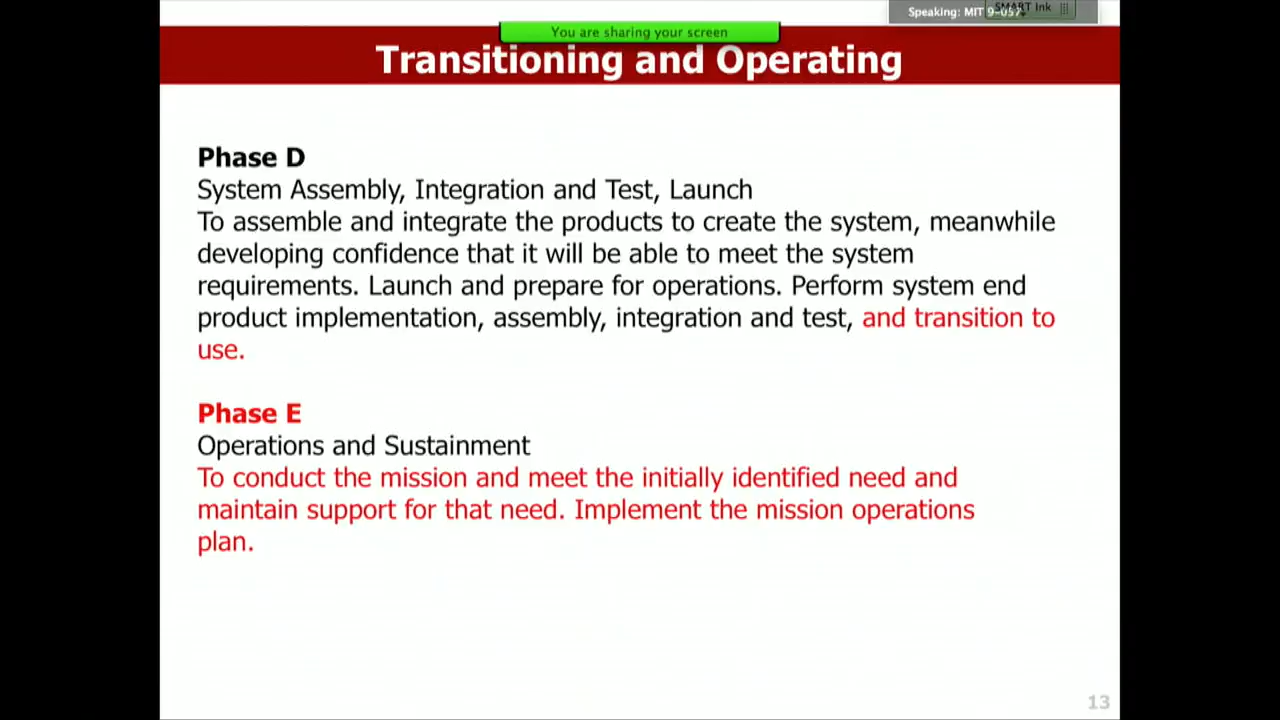 Speaking: MIT 9-057
SMART Ink
You are sharing your screen
Transitioning and Operating
Phase D
System Assembly, Integration and Test, Launch
To assemble and integrate the products to create the system, meanwhile
developing confidence that it will be able to meet the system
requirements. Launch and prepare for operations. Perform system end
product implementation, assembly, integration and test, and transition to
use.
Phase E
Operations and Sustainment
To conduct the mission and meet the initially identified need and
maintain support for that need. Implement the mission operations
plan.
13